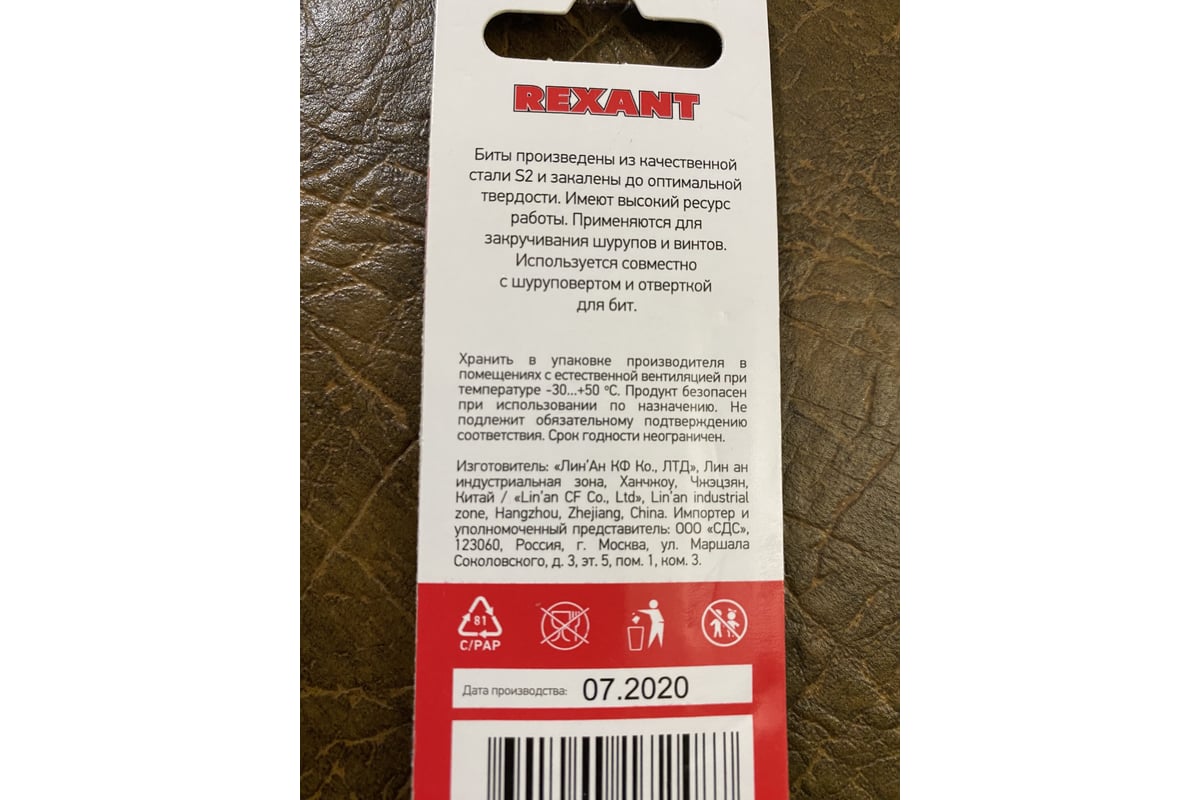 REXANT
Биты произведены из качественной
стали S2 и закалены до оптимальной
твердости. Имеют высокий ресурс
работы. Применяются для
закручивания шурупов и винтов.
Используется совместно
с шуруповертом и отверткой
для бит.
Хранить в упаковке производителя в
помещениях с естественной вентиляцией при
температуре -30...+50 °С. Продукт безопасен
при использовании по назначению. Не
подлежит обязательному подтверждению
соответствия. Срок годности неограничен.
Изготовитель: «Лин’Ан КФ Ко., ЛТД», Лин ан
индустриальная зона, Ханчжоу, Чжэцзян,
Китай / «Lin’an CF Co., Ltd», Lin’an industrial
zone, Hangzhou, Zhejiang, China. Импортер и
уполномоченный представитель: ООО «СДС»,
123060, Россия, г. Москва, ул. Маршала
Соколовского, д. 3, эт. 5, пом. 1, ком. 3.
81
C/PAP
Дата производства: 07.2020